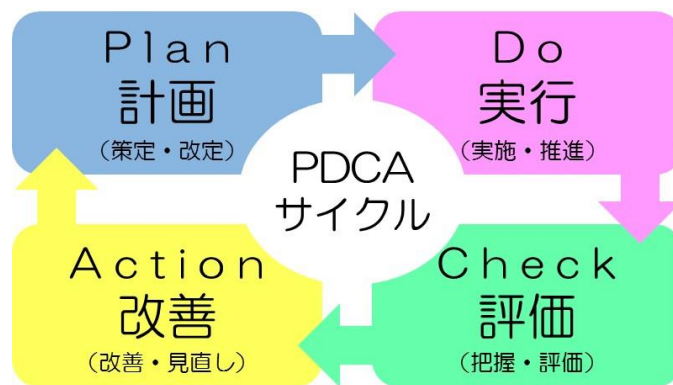 Plan
計画
（策定・改定）
Do
実行
（実施・推進）
PDCA
サイクル
Action
改善
（改善・見直し）
Check
評価
（把握・評価）